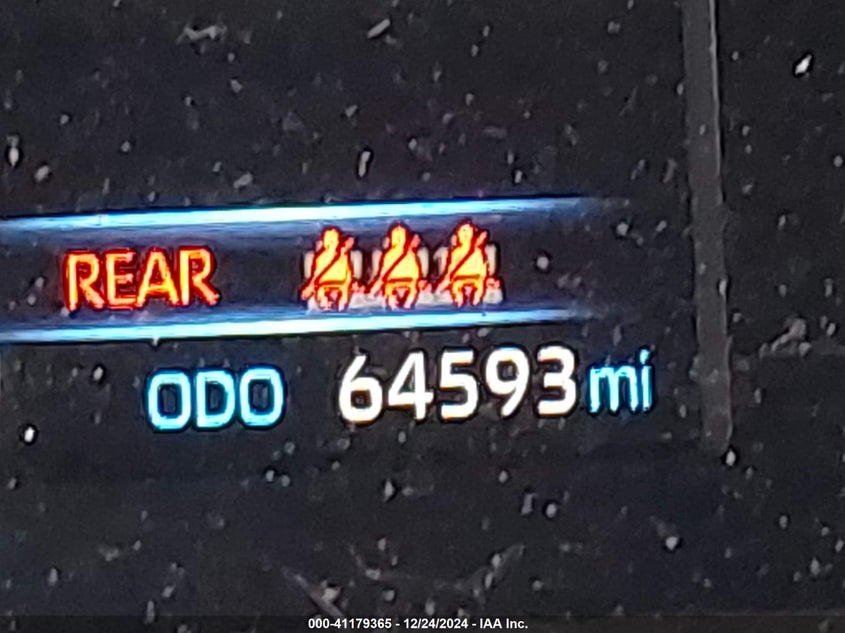 REAR
ODO 64593 mi
000-41179365 - 12/24/2024 - IAA Inc.